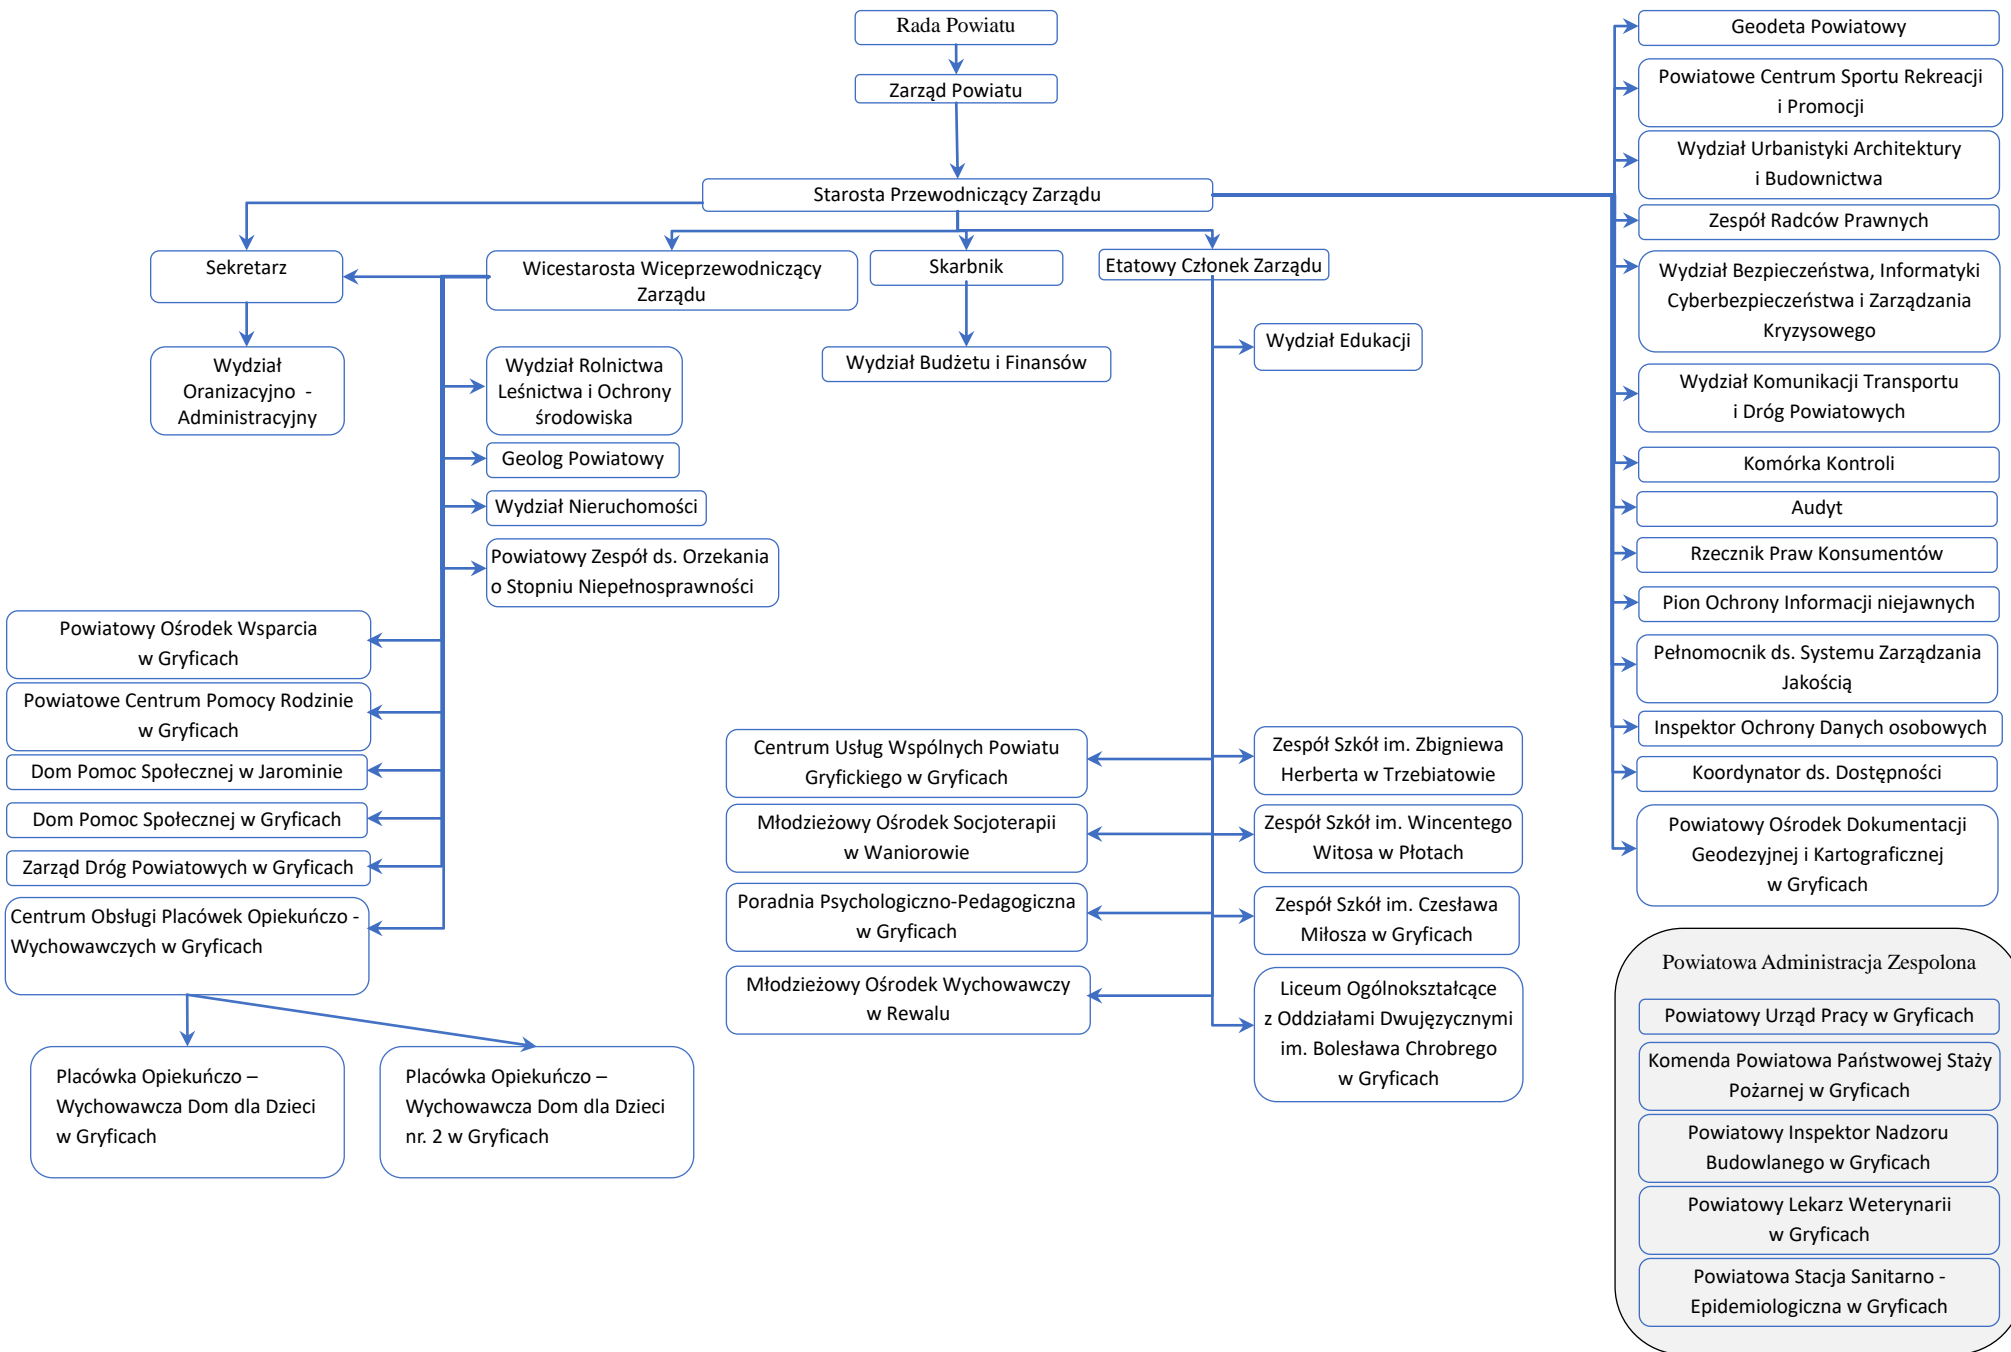 Rada Powiatu
Zarząd Powiatu
Starosta Przewodniczący Zarządu
Sekretarz
Wicestarosta Wiceprzewodniczący
Zarządu
Skarbnik
Etatowy Członek Zarządu
Wydział
Oranizacyjno -
Administracyjny
Wydział Rolnictwa
Leśnictwa i Ochrony
środowiska
Geolog Powiatowy
Wydział Nieruchomości
Powiatowy Zespół ds. Orzekania
o Stopniu Niepełnosprawności
Wydział Budżetu i Finansów
Wydział Edukacji
Powiatowy Ośrodek Wsparcia
w Gryficach
Powiatowe Centrum Pomocy Rodzinie
w Gryficach
Dom Pomoc Społecznej w Jarominie
Dom Pomoc Społecznej w Gryficach
Zarząd Dróg Powiatowych w Gryficach
Centrum Obsługi Placówek Opiekuńczo -
Wychowawczych w Gryficach
Placówka Opiekuńczo –
Wychowawcza Dom dla Dzieci
w Gryficach
Placówka Opiekuńczo –
Wychowawcza Dom dla Dzieci
nr. 2 w Gryficach
Centrum Usług Wspólnych Powiatu
Gryfickiego w Gryficach
Młodzieżowy Ośrodek Socjoterapii
w Waniorowie
Poradnia Psychologiczno-Pedagogiczna
w Gryficach
Młodzieżowy Ośrodek Wychowawczy
w Rewalu
Zespół Szkół im. Zbigniewa
Herberta w Trzebiatowie
Zespół Szkół im. Wincentego
Witosa w Płotach
Zespół Szkół im. Czesława
Miłosza w Gryficach
Liceum Ogólnokształcące
z Oddziałami Dwujęzycznymi
im. Bolesława Chrobrego
w Gryficach
Geodeta Powiatowy
Powiatowe Centrum Sportu Rekreacji
i Promocji
Wydział Urbanistyki Architektury
i Budownictwa
Zespół Radców Prawnych
Wydział Bezpieczeństwa, Informatyki
Cyberbezpieczeństwa i Zarządzania
Kryzysowego
Wydział Komunikacji Transportu
i Dróg Powiatowych
Komórka Kontroli
Audyt
Rzecznik Praw Konsumentów
Pion Ochrony Informacji niejawnych
Pełnomocnik ds. Systemu Zarządzania
Jakością
Inspektor Ochrony Danych osobowych
Koordynator ds. Dostępności
Powiatowy Ośrodek Dokumentacji
Geodezyjnej i Kartograficznej
w Gryficach
Powiatowa Administracja Zespolona
Powiatowy Urząd Pracy w Gryficach
Komenda Powiatowa Państwowej Staży
Pożarnej w Gryficach
Powiatowy Inspektor Nadzoru
Budowlanego w Gryficach
Powiatowy Lekarz Weterynarii
w Gryficach
Powiatowa Stacja Sanitarno -
Epidemiologiczna w Gryficach